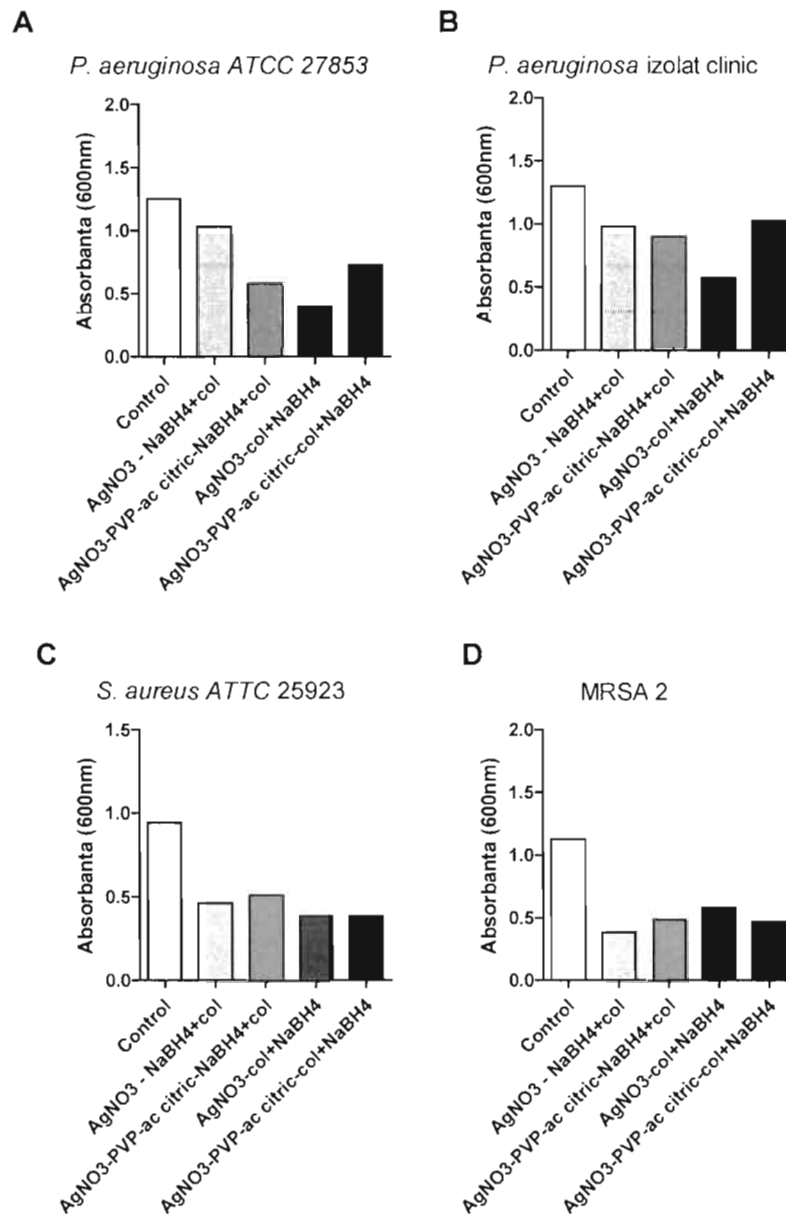 A
P. aeruginosa ATCC 27853
Absorbanta (600nm)
2.0
1.5
1.0
0.5
0.0
Control
AgNO3 - NaBH4+col
AgNO3-PVP-ac citric-NaBH4+col
AgNO3-col+NaBH4
AgNO3-PVP-ac citric-col+NaBH4
B
P. aeruginosa izolat clinic
Absorbanta (600nm)
2.0
1.5
1.0
0.5
0.0
Control
AgNO3 - NaBH4+col
AgNO3-PVP-ac citric-NaBH4+col
AgNO3-col+NaBH4
AgNO3-PVP-ac citric-col+NaBH4
C
S. aureus ATTC 25923
Absorbanta (600nm)
1.5
1.0
0.5
0.0
Control
AgNO3 - NaBH4+col
AgNO3-PVP-ac citric-NaBH4+col
AgNO3-col+NaBH4
AgNO3-PVP-ac citric-col+NaBH4
D
MRSA 2
Absorbanta (600nm)
2.0
1.5
1.0
0.5
0.0
Control
AgNO3 - NaBH4+col
AgNO3-PVP-ac citric-NaBH4+col
AgNO3-col+NaBH4
AgNO3-PVP-ac citric-col+NaBH4